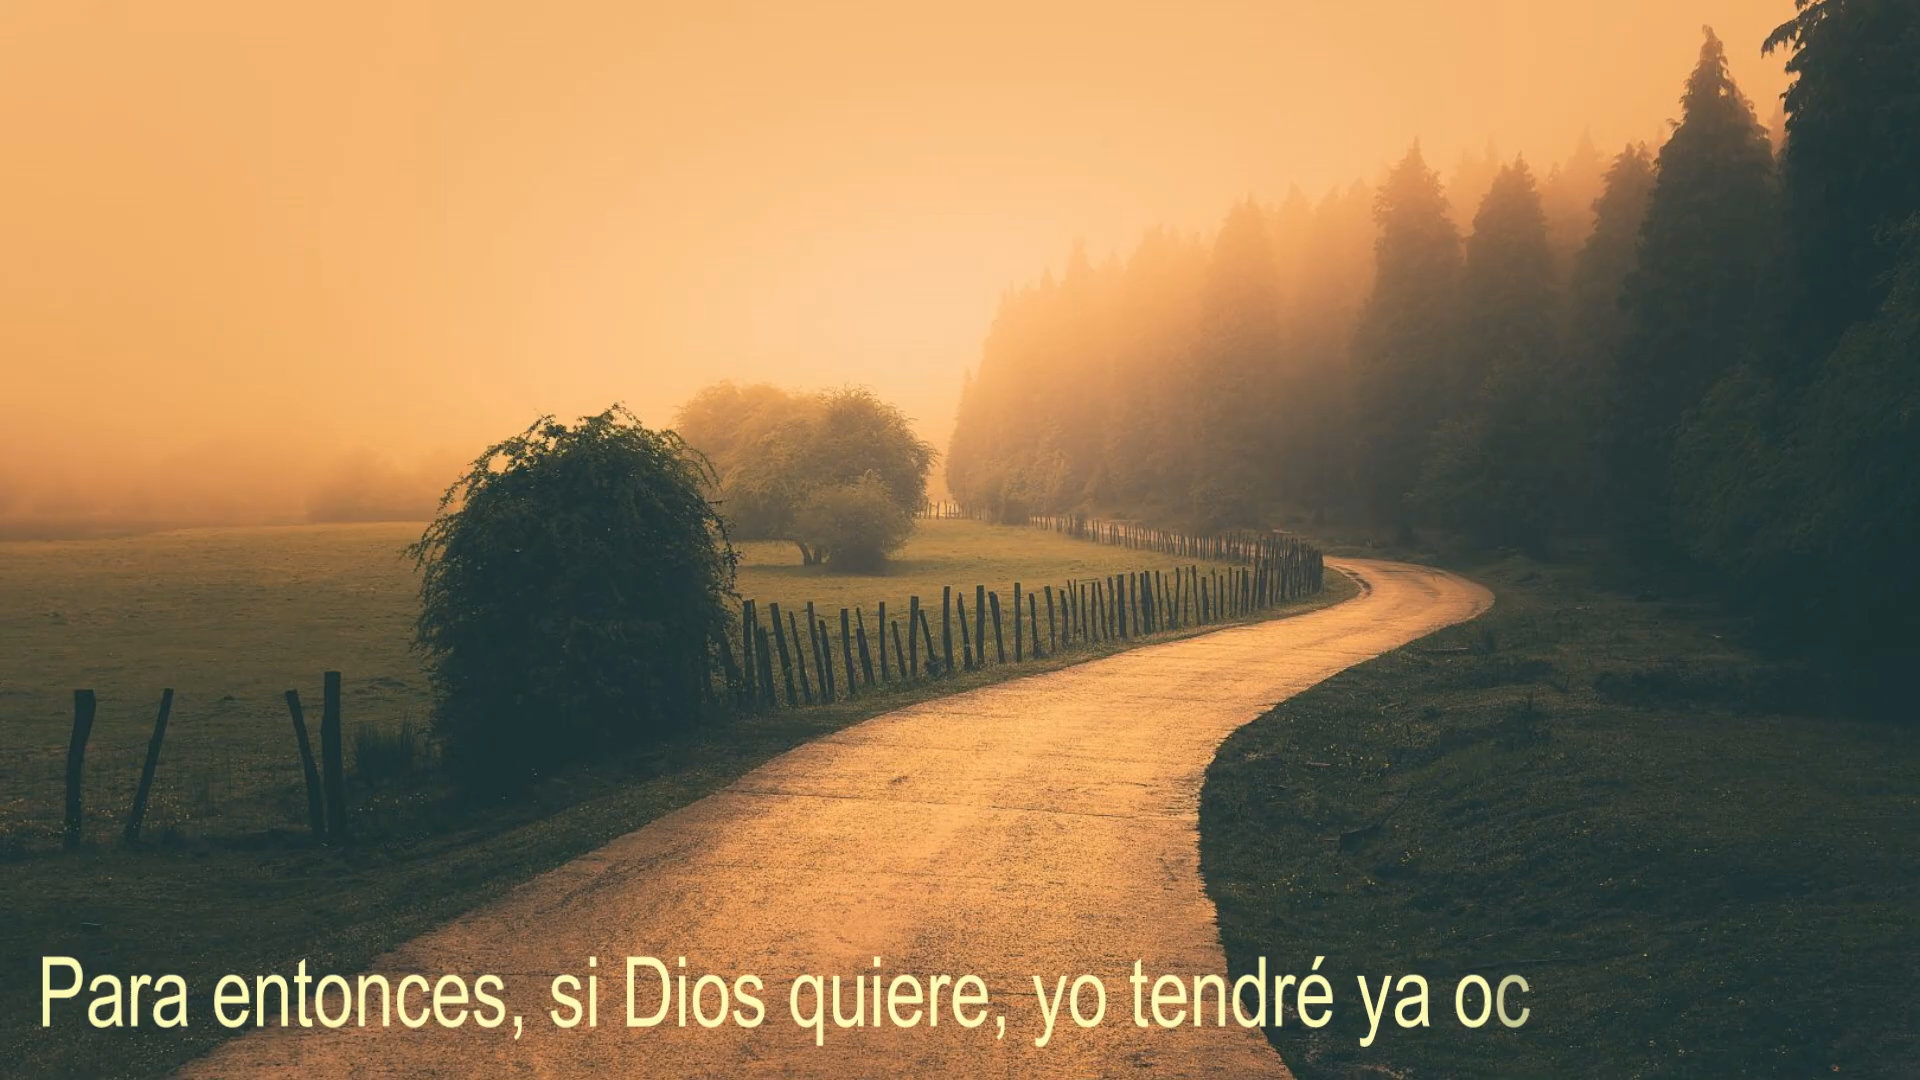 Para entonces, si Dios quiere, yo tendré ya oc